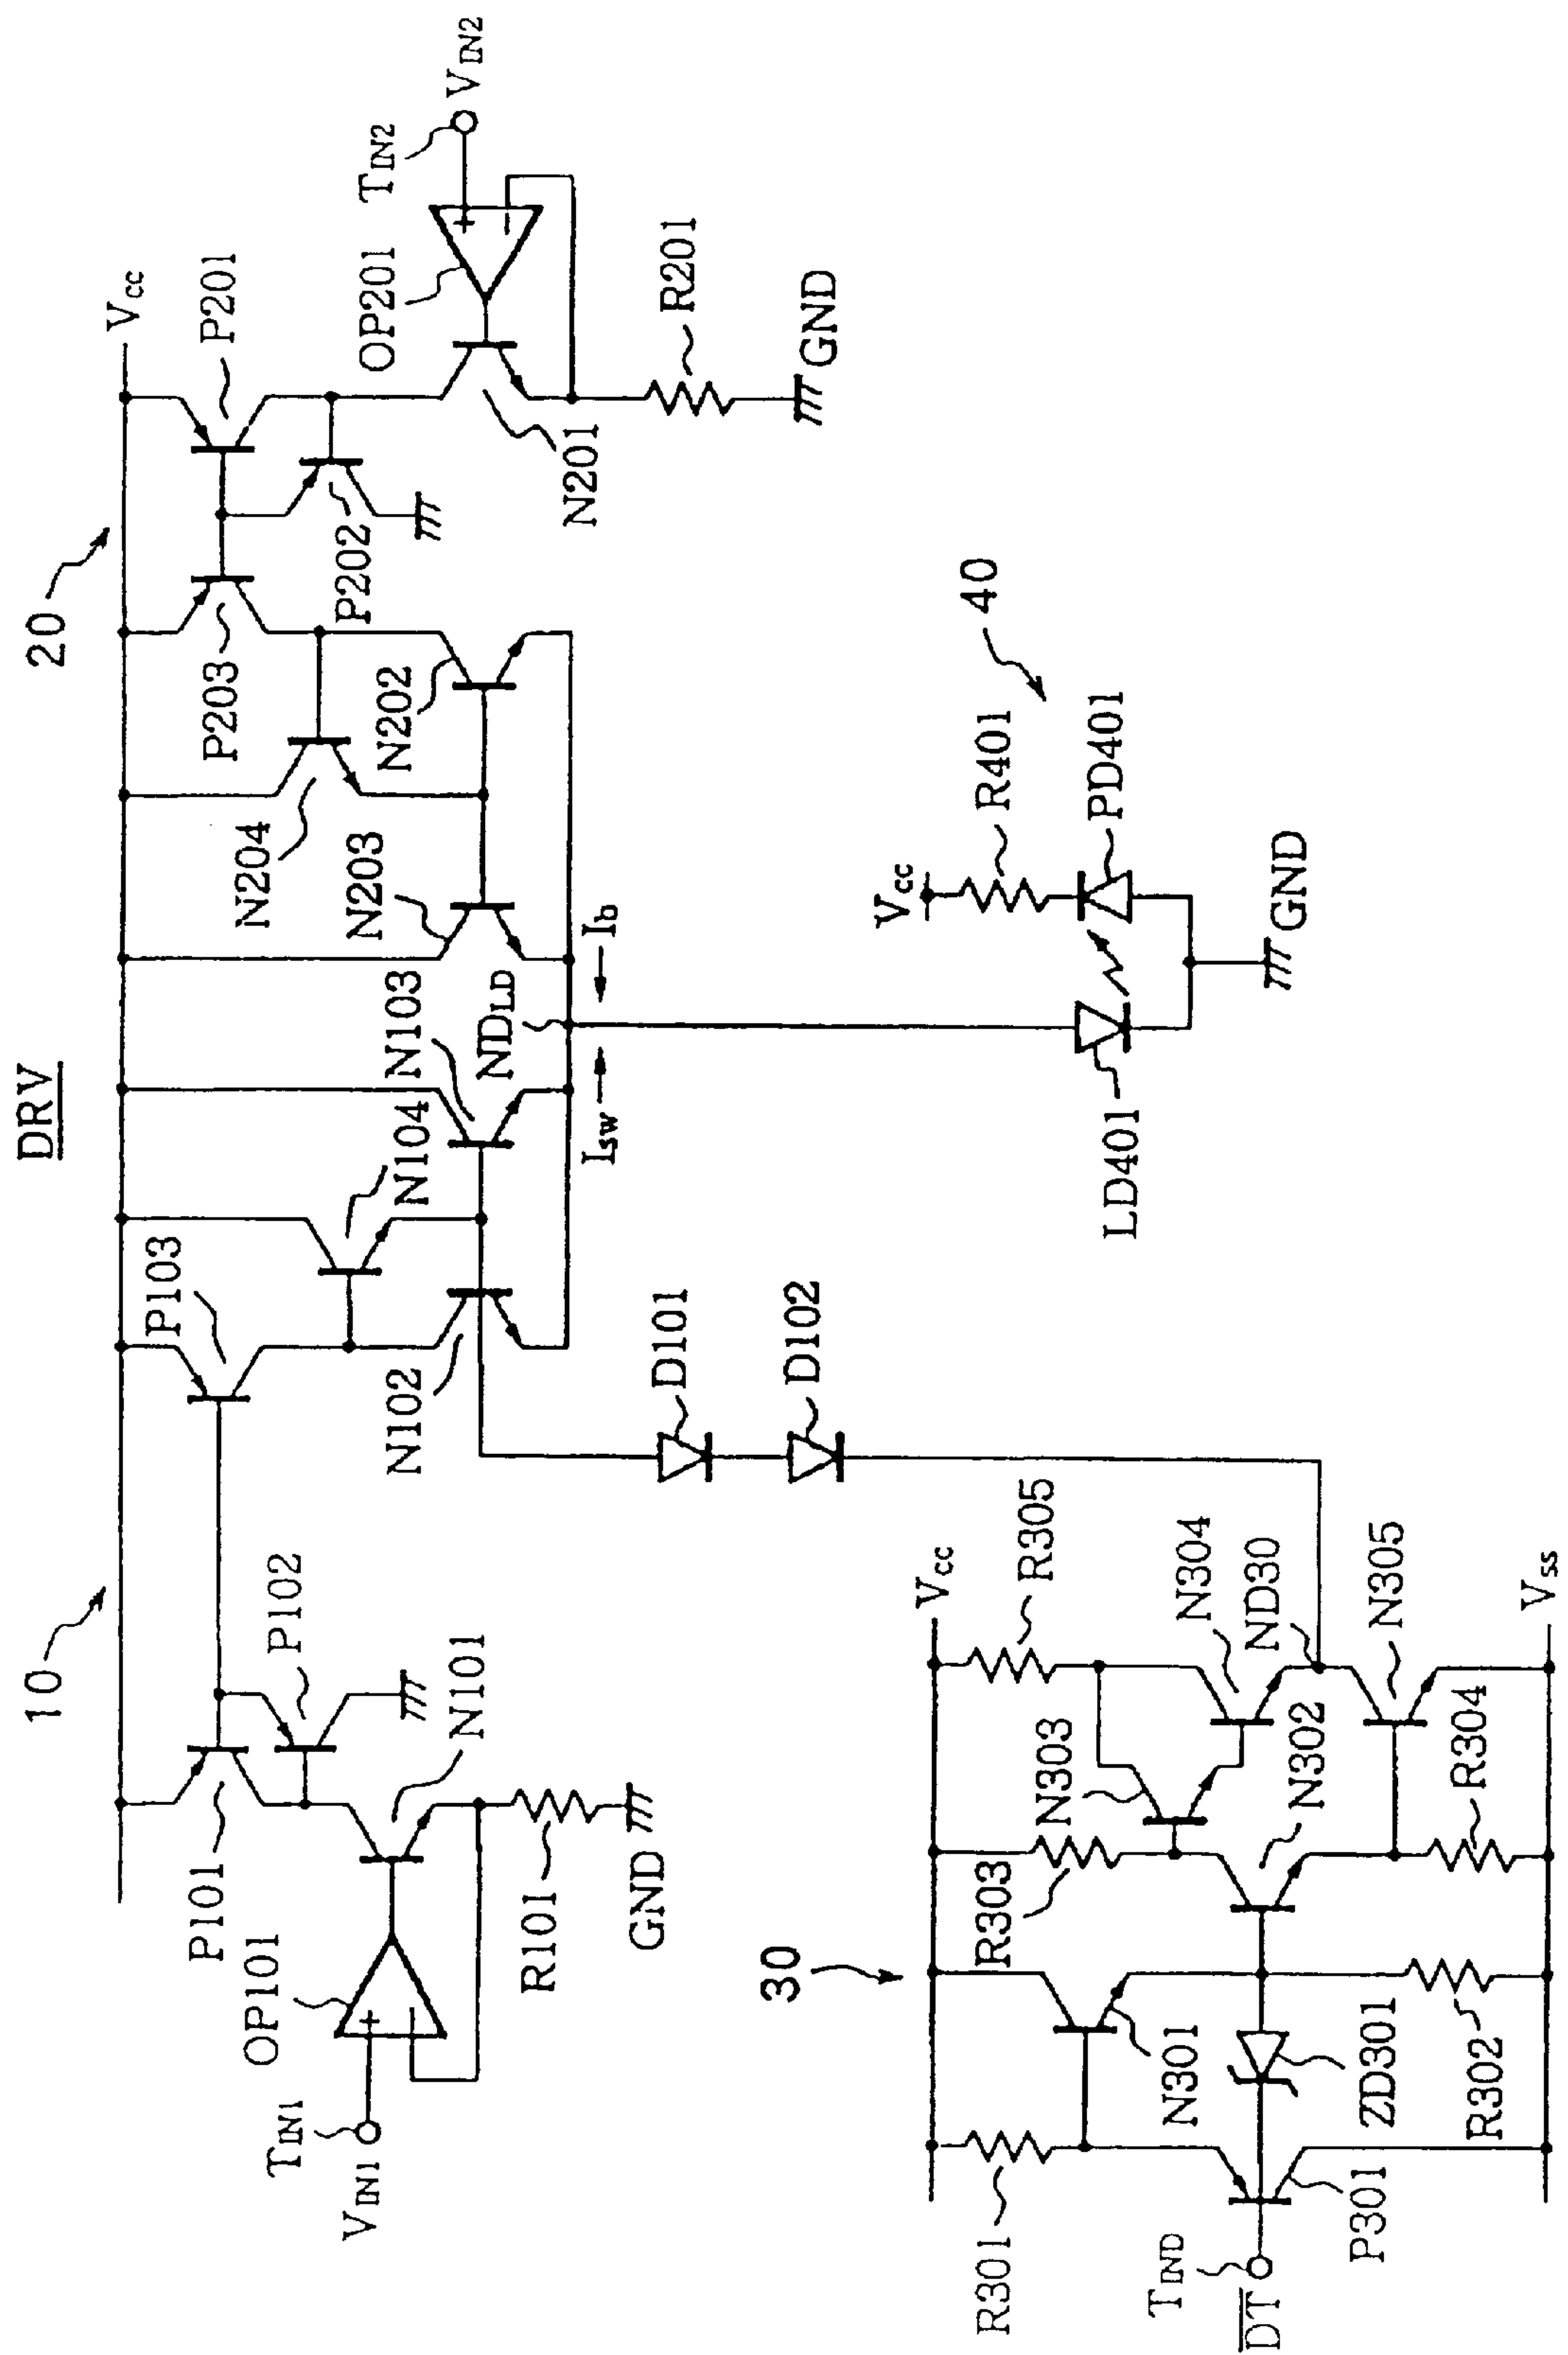 DRV
10
20
Vcc
P101
P102
P103
N104
N103
N204
P203
P202
P201
OP101
TIN1
VIN1
N101
R101
GND
N102
NDLD
Isw
Ib
N203
N202
N201
OP201
TIN2
VIN2
R201
GND
D101
D102
30
Vcc
R301
R303
R305
N301
N303
N304
ND30
N302
N305
TIND
DT
P301
ZD301
R302
R304
Vss
40
Vcc
R401
PD401
LD401
GND